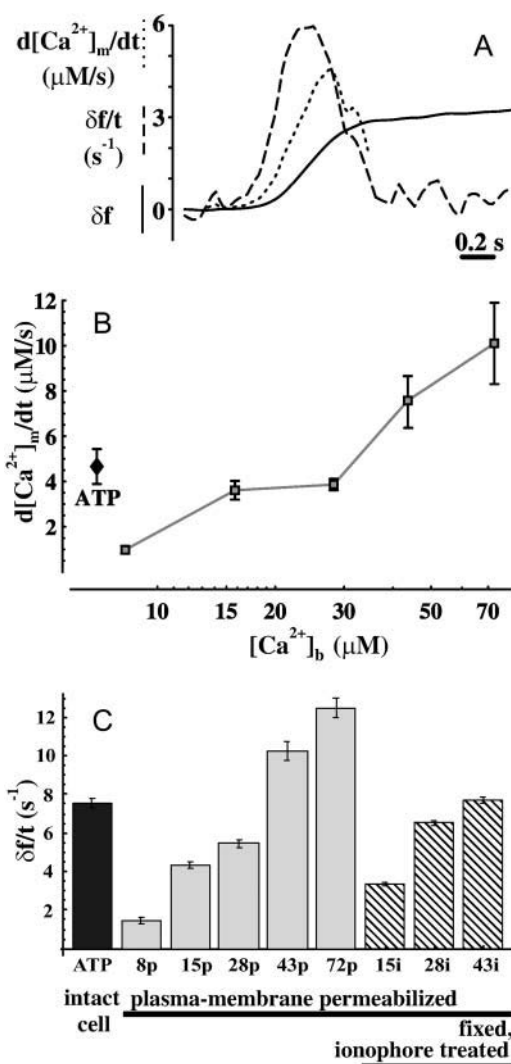 A
d[Ca2+]m/dt
(μM/s)
δf/t
(s-1)
δf
6
3
0
0.2 s
B
d[Ca2+]m/dt (μM/s)
12
10
8
6
4
2
ATP
10 15 20 30 50 70
[Ca2+]b (μM)
C
δf/t (s-1)
12
10
8
6
4
2
ATP 8p 15p 28p 43p 72p 15i 28i 43i
intact plasma-membrane permeabilized
cell
fixed,
ionophore treated